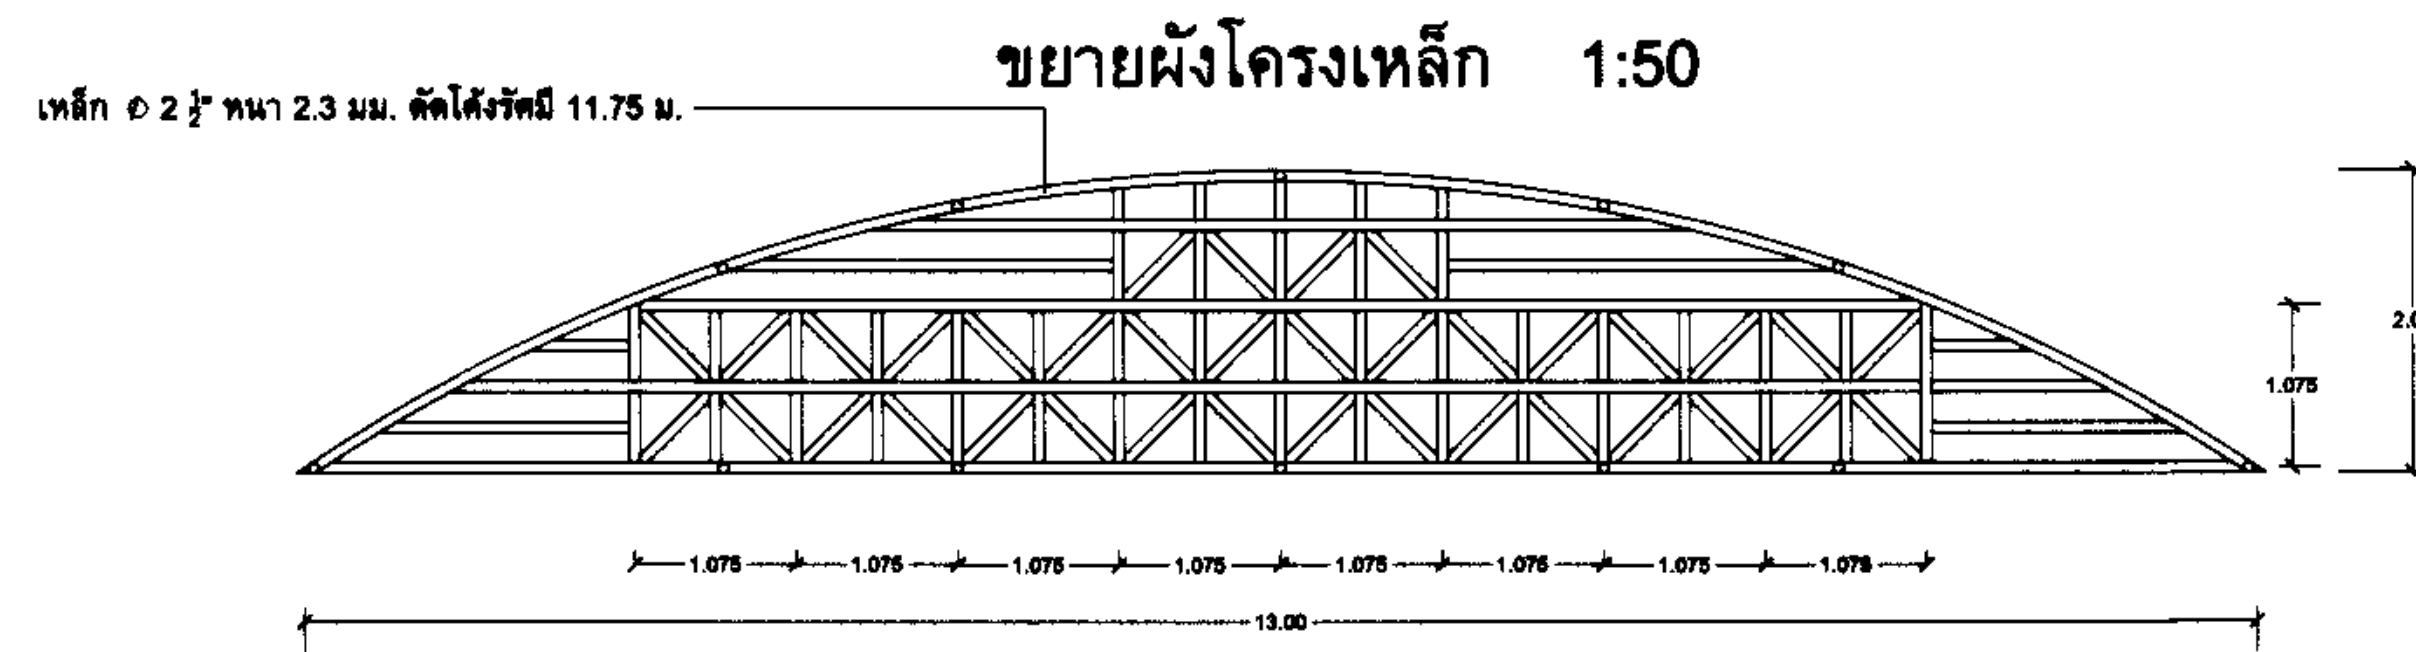 ขยายผังโครงเหล็ก 1:50
เหล็ก ∅ 2 ½" หนา 2.3 มม. ดัดโค้งรัศมี 11.75 ม.
1.075
1.075 1.075 1.075 1.075 1.075 1.075 1.075 1.075
13.00